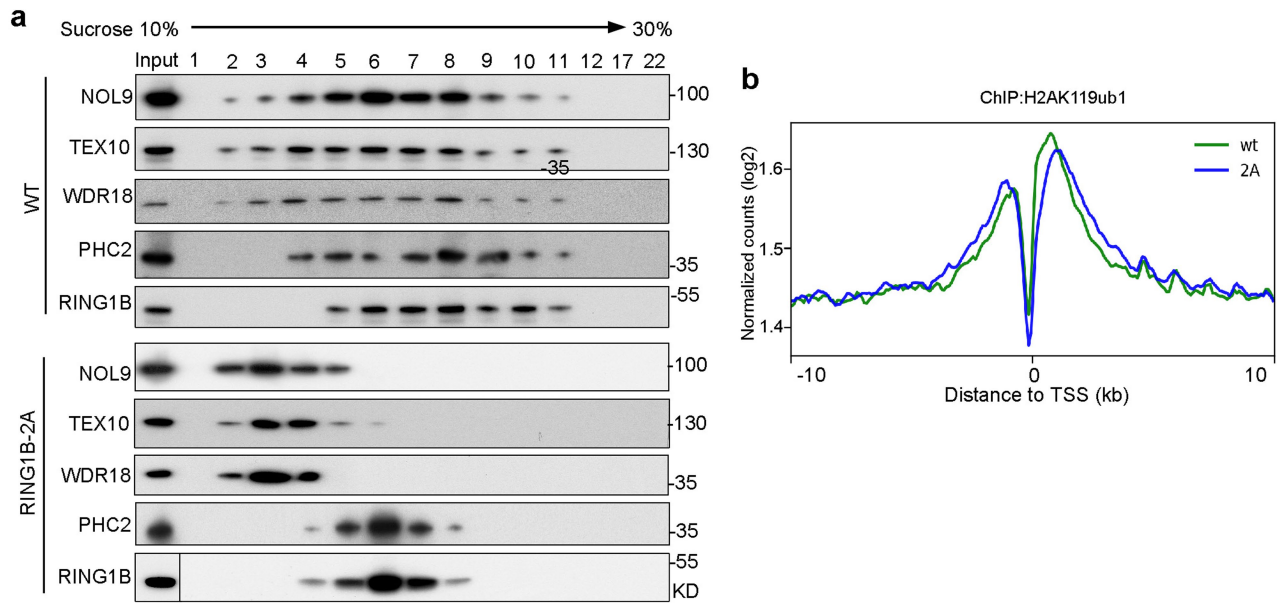 a
Sucrose 10% 30%
Input 1 2 3 4 5 6 7 8 9 10 11 12 17 22
WT
NOL9 -100
TEX10 -130
-35
WDR18
PHC2 -35
RING1B -55
RING1B-2A
NOL9 -100
TEX10 -130
WDR18 -35
PHC2 -35
RING1B -55
KD
b
ChIP:H2AK119ub1
Normalized counts (log2)
wt
2A
1.6
1.5
1.4
-10 0 10
Distance to TSS (kb)